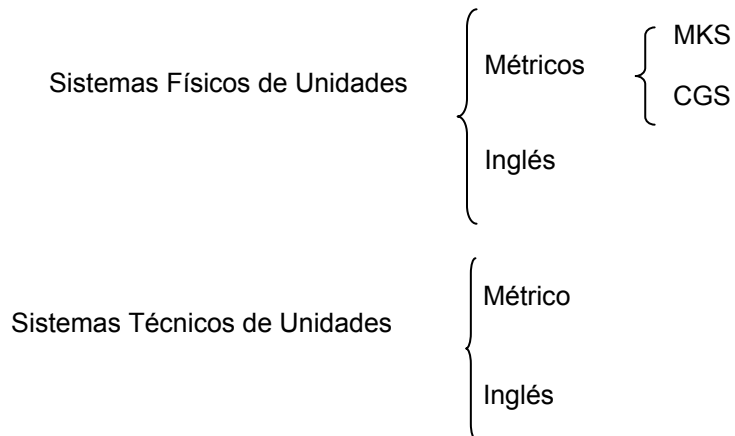 MKS
Métricos
Sistemas Físicos de Unidades
CGS
Inglés
Métrico
Sistemas Técnicos de Unidades
Inglés